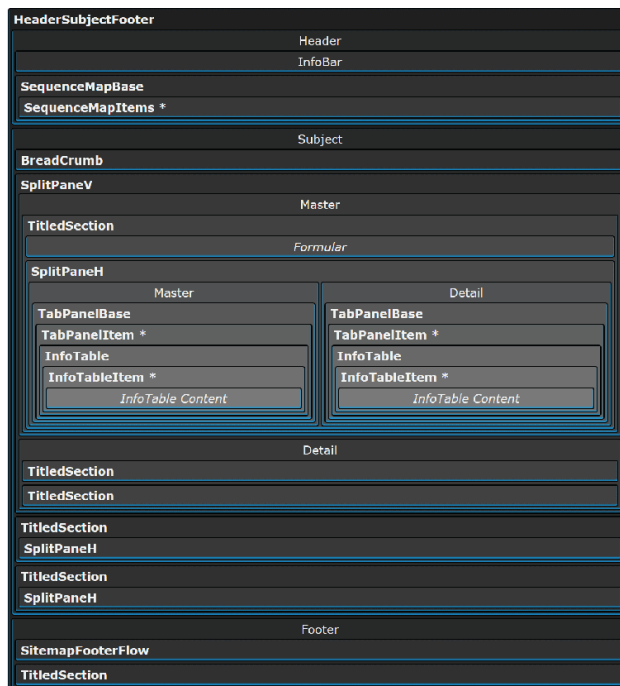 HeaderSubjectFooter
Header
InfoBar
SequenceMapBase
SequenceMapItems *
Subject
BreadCrumb
SplitPaneV
Master
TitledSection
Formular
SplitPaneH
Master Detail
TabPanelBase TabPanelBase
TabPanelItem * TabPanelItem *
InfoTable InfoTable
InfoTableItem * InfoTableItem *
InfoTable Content InfoTable Content
Detail
TitledSection
TitledSection
TitledSection
SplitPaneH
TitledSection
SplitPaneH
Footer
SitemapFooterFlow
TitledSection